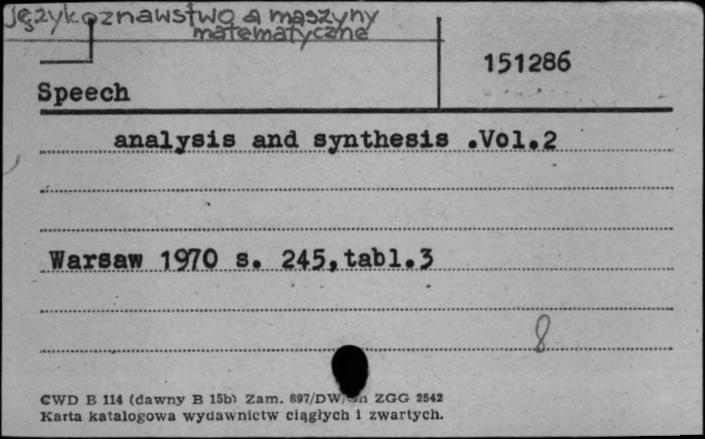 Językoznawstwo a maszyny
matematyczne
151286
Speech
analysis and synthesis .Vol.2
Warsaw 1970 s. 245,tabl.3
8
CWD B 114 (dawny B 15b) Zam. 897/DW/ ZGG 2542
Karta katalogowa wydawnictw ciągłych i zwartych.